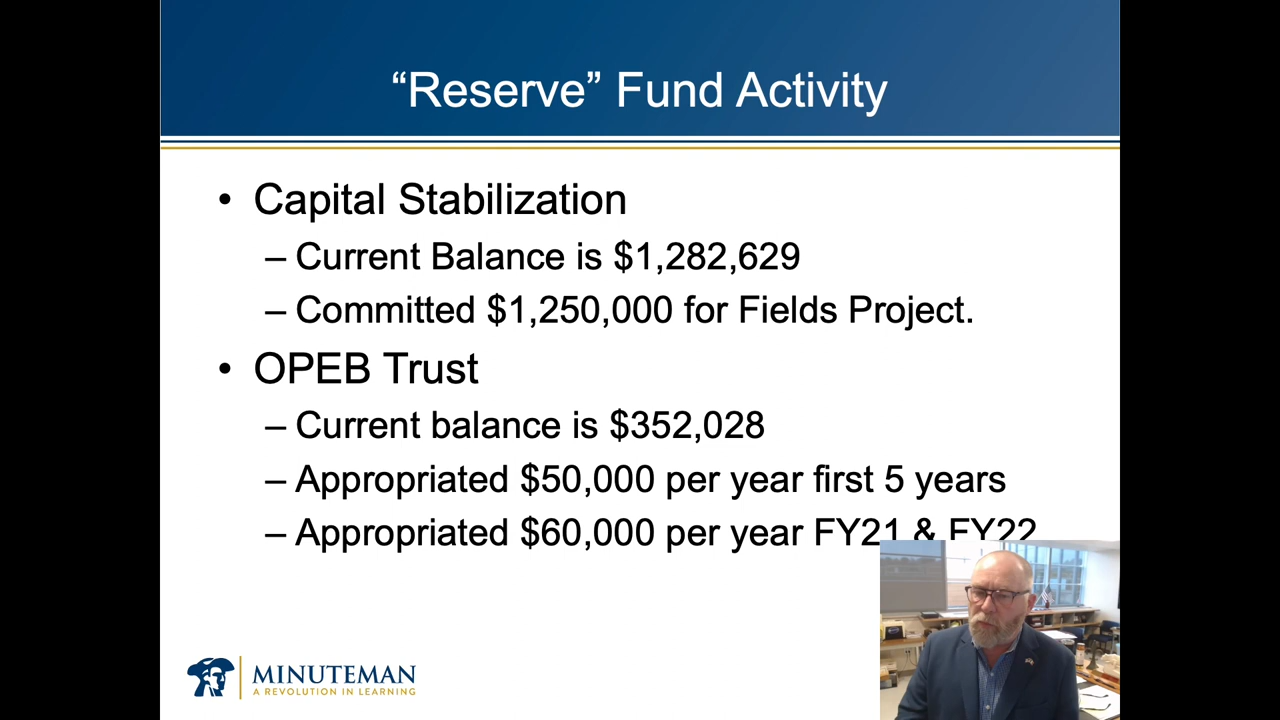 “Reserve” Fund Activity
• Capital Stabilization
– Current Balance is $1,282,629
– Committed $1,250,000 for Fields Project.
• OPEB Trust
– Current balance is $352,028
– Appropriated $50,000 per year first 5 years
– Appropriated $60,000 per year FY21 & FY22
MINUTEMAN
A REVOLUTION IN LEARNING